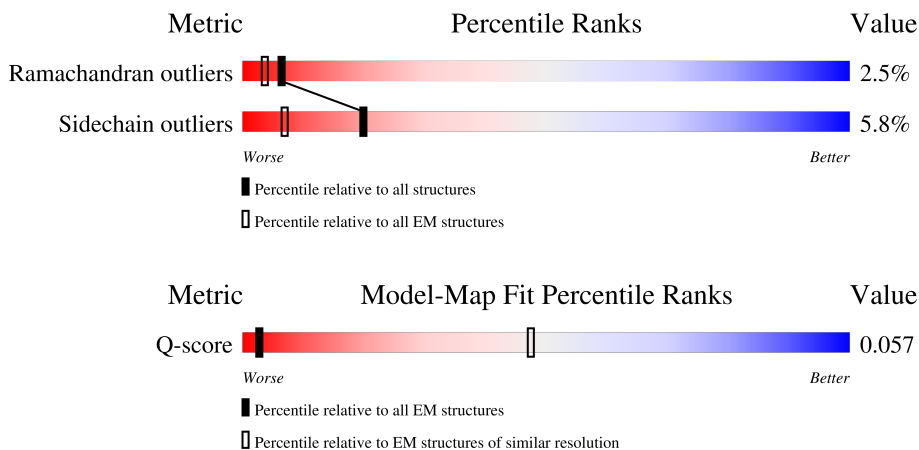 Metric Percentile Ranks Value
Ramachandran outliers 2.5%
Sidechain outliers 5.8%
Worse Better
Percentile relative to all structures
Percentile relative to all EM structures
Metric Model-Map Fit Percentile Ranks Value
Q-score 0.057
Worse Better
Percentile relative to all EM structures
Percentile relative to EM structures of similar resolution